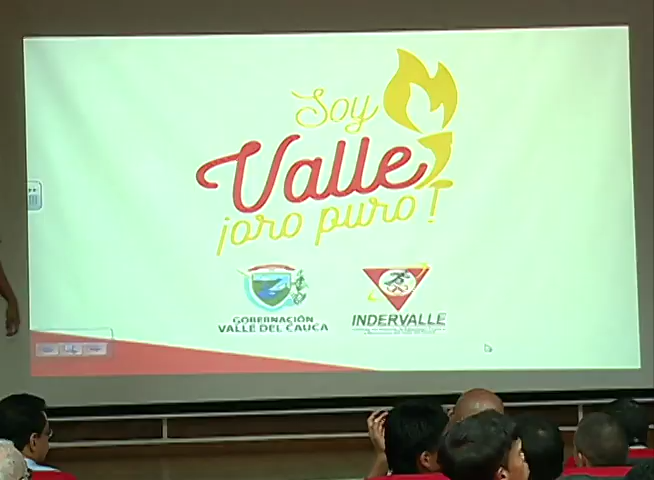 Soy
Valle
¡oro puro!
GOBERNACIÓN
VALLE DEL CAUCA
INDERVALLE